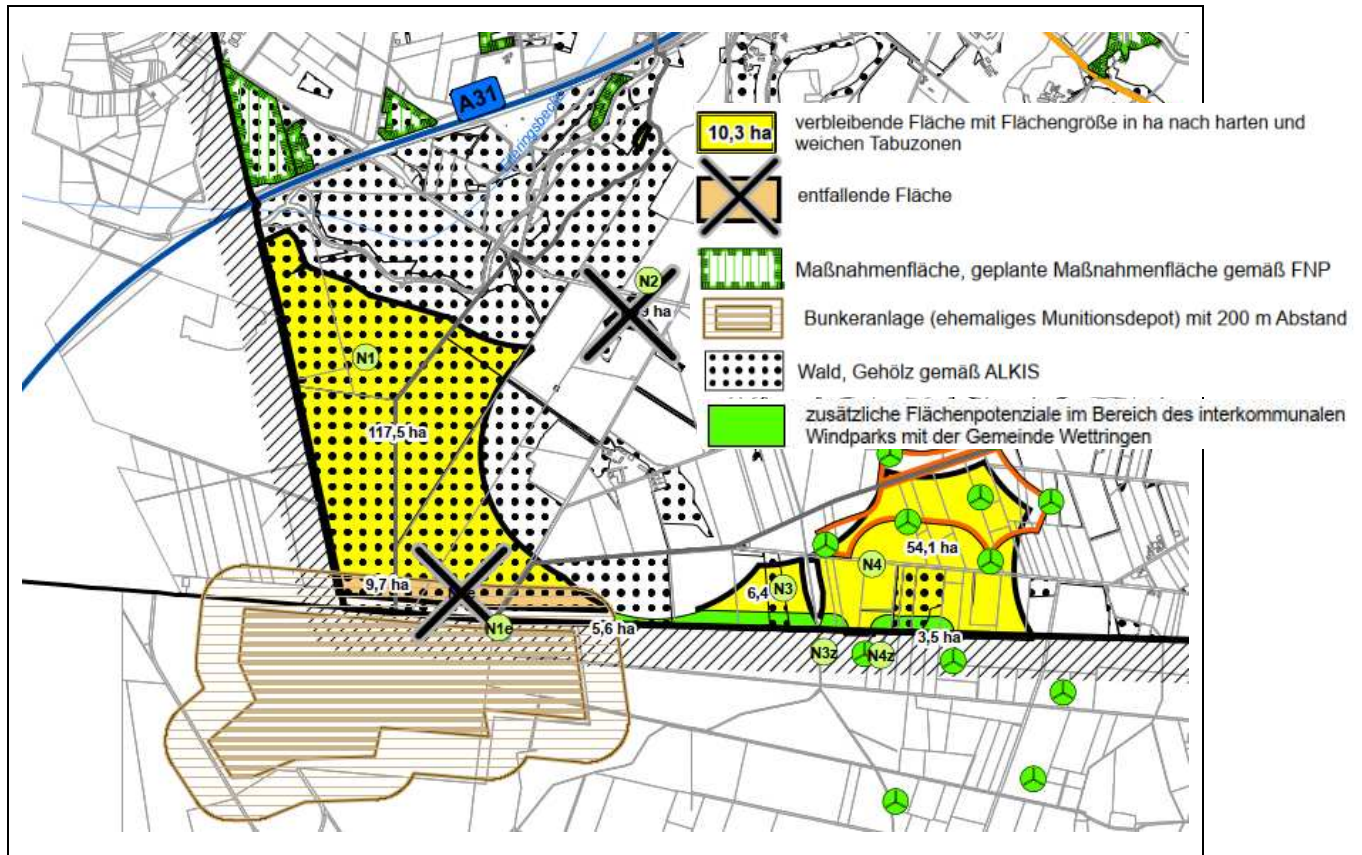 A31
10,3 ha
verbleibende Fläche mit Flächengröße in ha nach harten und
weichen Tabuzonen
entfallende Fläche
Maßnahmenfläche, geplante Maßnahmenfläche gemäß FNP
Bunkeranlage (ehemaliges Munitionsdepot) mit 200 m Abstand
Wald, Gehölz gemäß ALKIS
zusätzliche Flächenpotenziale im Bereich des interkommunalen
Windparks mit der Gemeinde Wettringen
N2
9 ha
N1
117,5 ha
54,1 ha
N4
9,7 ha
6,4
N3
N1e
5,6 ha
3,5 ha
N3z
N4z